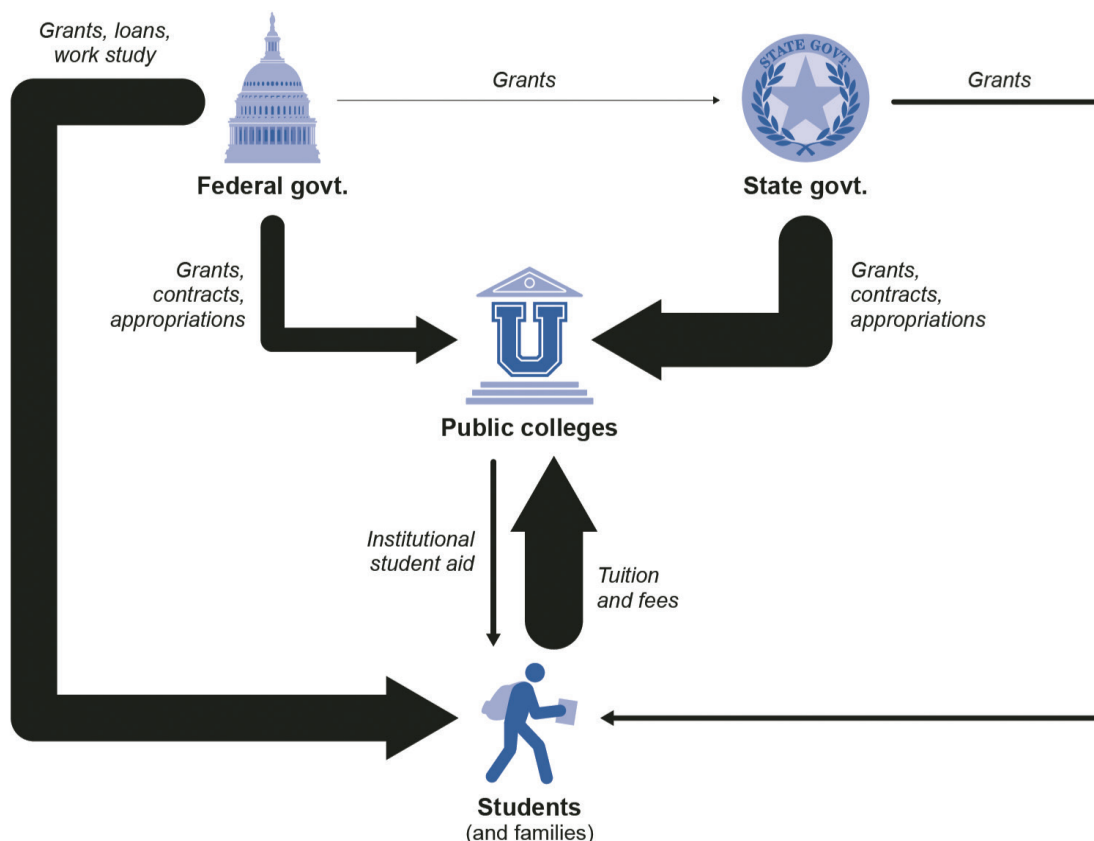 Grants, loans,
work study
Grants
STATE GOVT.
Grants
Federal govt.
State govt.
Grants,
contracts,
appropriations
Grants,
contracts,
appropriations
U
Public colleges
Institutional
student aid
Tuition
and fees
Students
(and families)